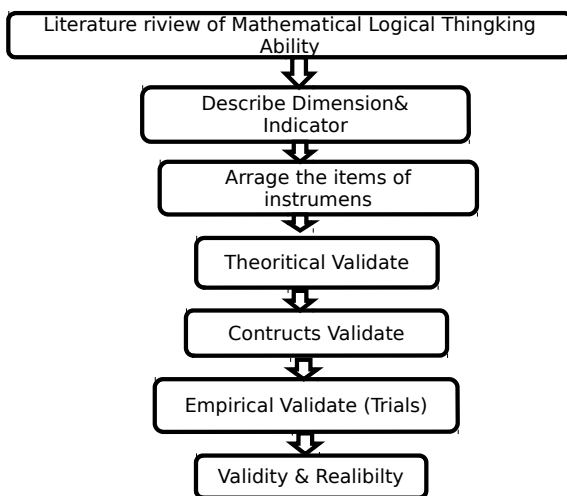 Literature riview of Mathematical Logical Thingking
Ability
Describe Dimension&
Indicator
Arrage the items of
instrumens
Theoritical Validate
Contructs Validate
Empirical Validate (Trials)
Validity & Realibilty